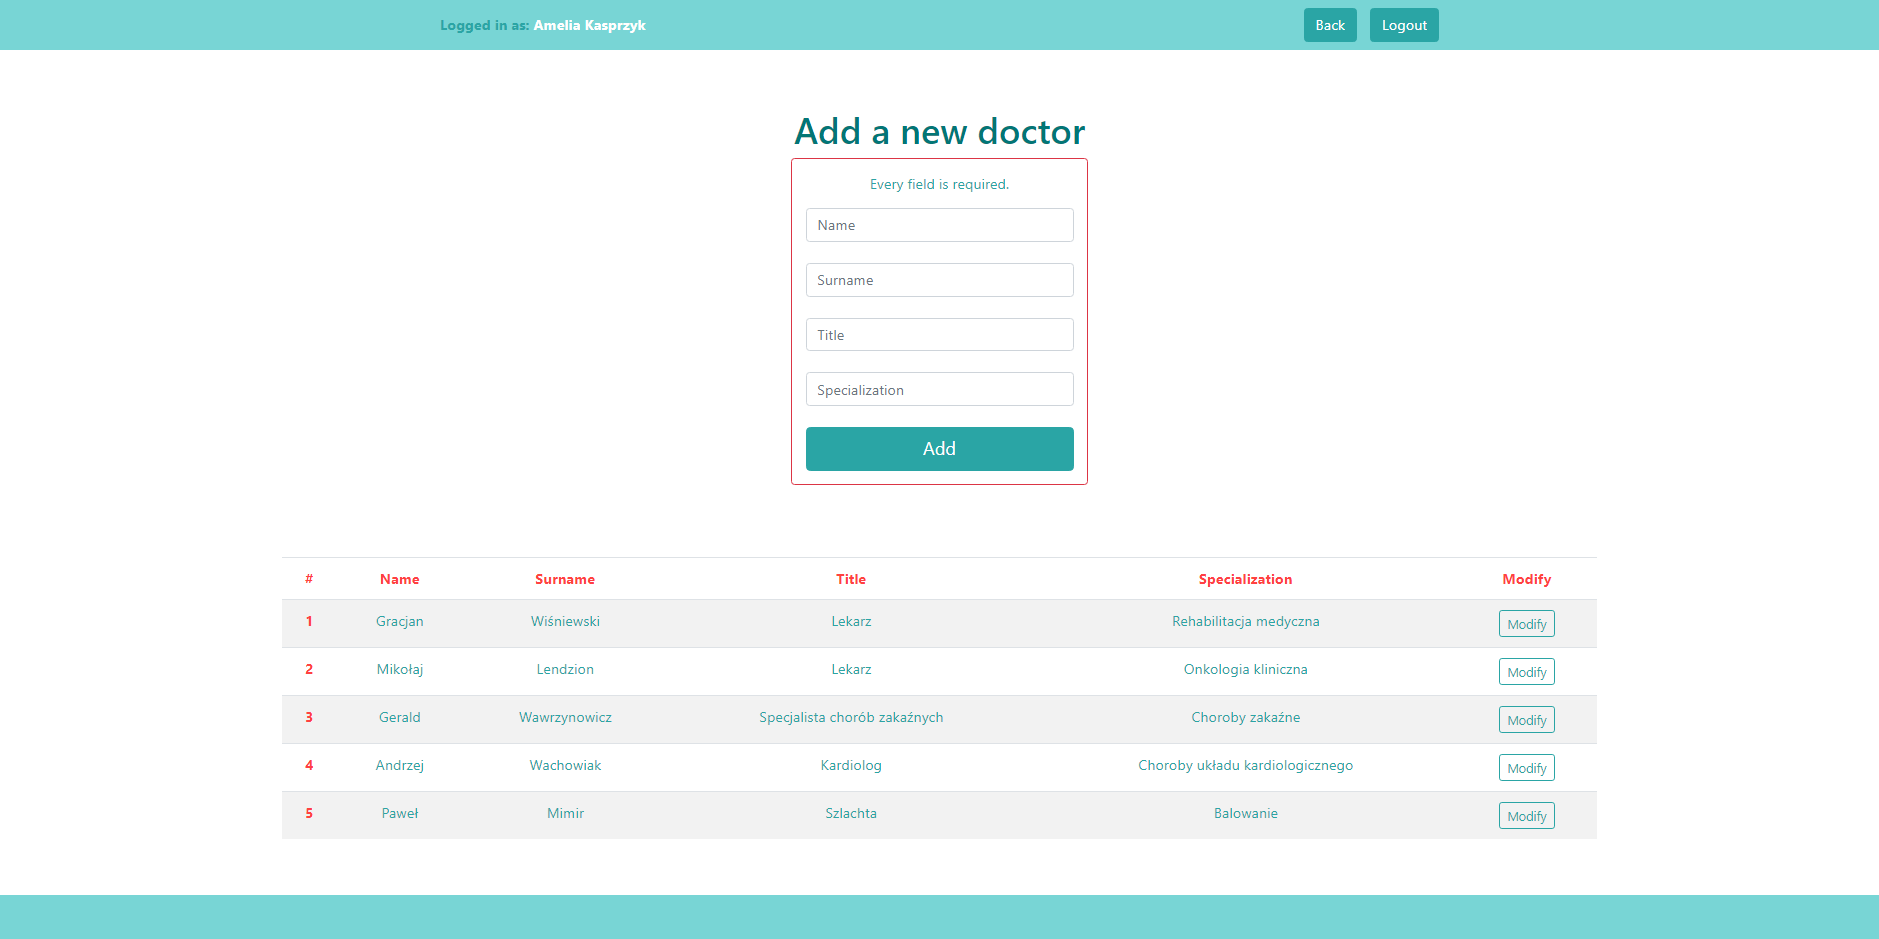 Logged in as: Amelia Kasprzyk Back Logout
Add a new doctor
Every field is required.
Name
Surname
Title
Specialization
Add
# Name Surname Title Specialization Modify
1 Gracjan Wiśniewski Lekarz Rehabilitacja medyczna Modify
2 Mikołaj Lendzion Lekarz Onkologia kliniczna Modify
3 Gerald Wawrzynowicz Specjalista chorób zakaźnych Choroby zakaźne Modify
4 Andrzej Wachowiak Kardiolog Choroby układu kardiologicznego Modify
5 Paweł Mimir Szlachta Balowanie Modify